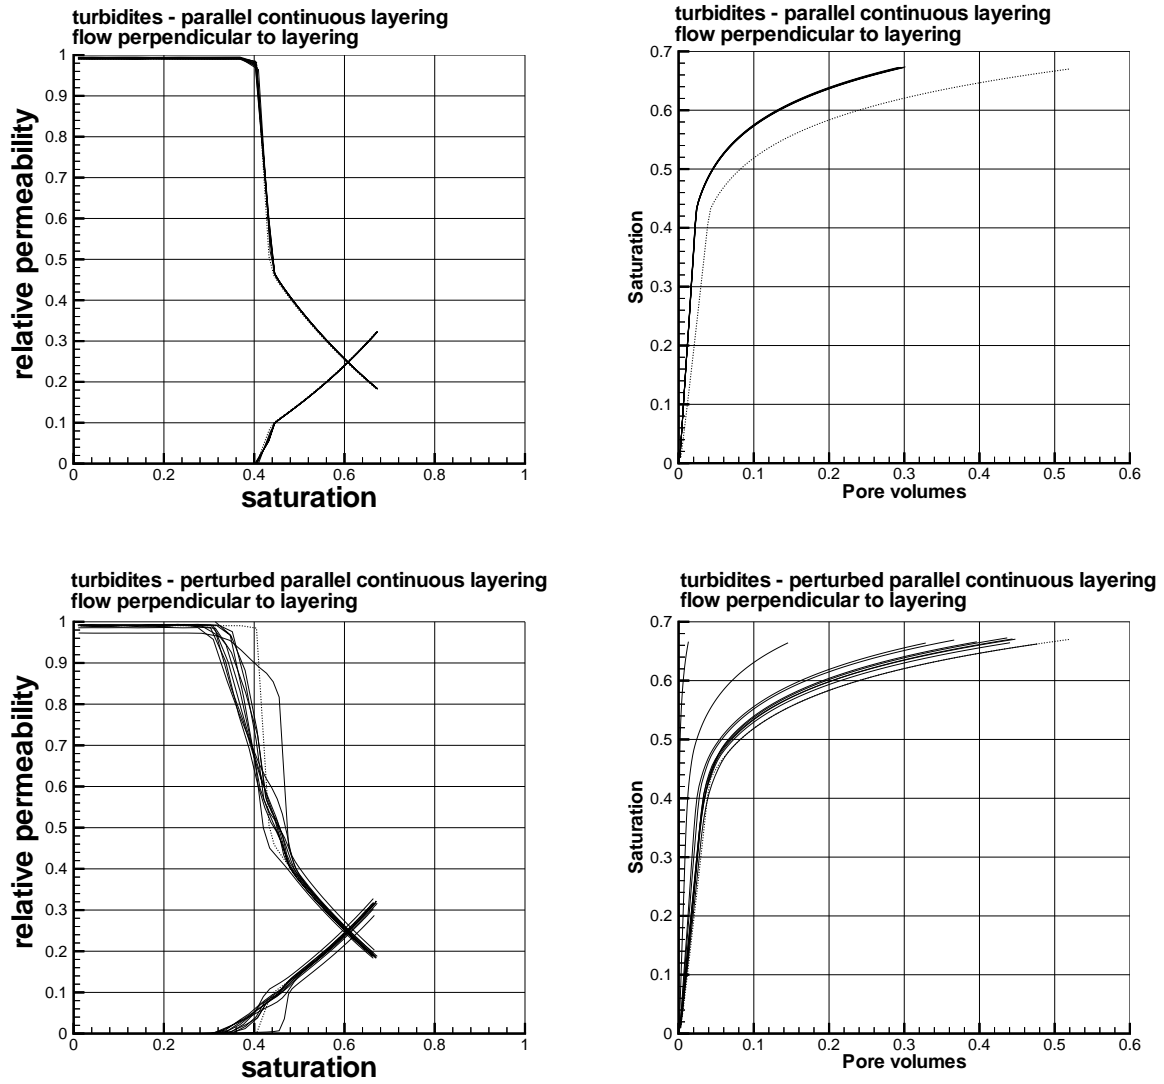 turbidites - parallel continuous layering
flow perpendicular to layering
1
0.9
0.8
0.7
0.6
0.5
0.4
0.3
0.2
0.1
0
relative permeability
0 0.2 0.4 0.6 0.8 1
saturation
turbidites - parallel continuous layering
flow perpendicular to layering
0.7
0.6
0.5
0.4
0.3
0.2
0.1
0
Saturation
0 0.1 0.2 0.3 0.4 0.5 0.6
Pore volumes
turbidites - perturbed parallel continuous layering
flow perpendicular to layering
1
0.9
0.8
0.7
0.6
0.5
0.4
0.3
0.2
0.1
0
relative permeability
0 0.2 0.4 0.6 0.8 1
saturation
turbidites - perturbed parallel continuous layering
flow perpendicular to layering
0.7
0.6
0.5
0.4
0.3
0.2
0.1
0
Saturation
0 0.1 0.2 0.3 0.4 0.5 0.6
Pore volumes